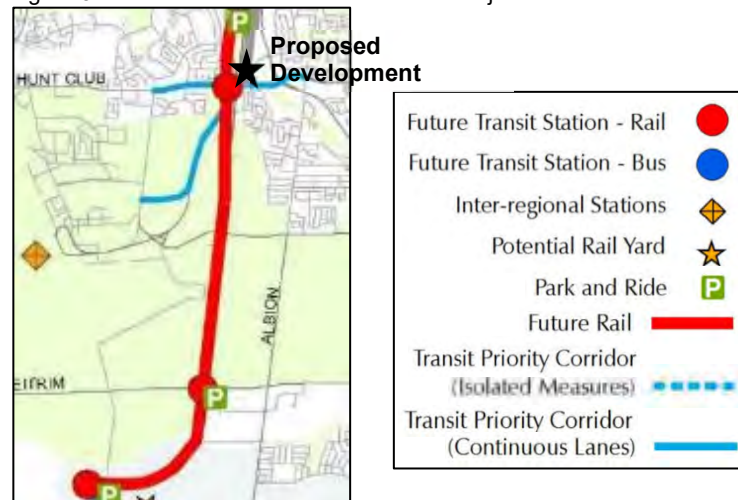 P
Proposed
Development
HUNT CLUB
ALBION
P
P
Future Transit Station - Rail
Future Transit Station - Bus
Inter-regional Stations
Potential Rail Yard
Park and Ride P
Future Rail
Transit Priority Corridor
(Isolated Measures)
Transit Priority Corridor
(Continuous Lanes)